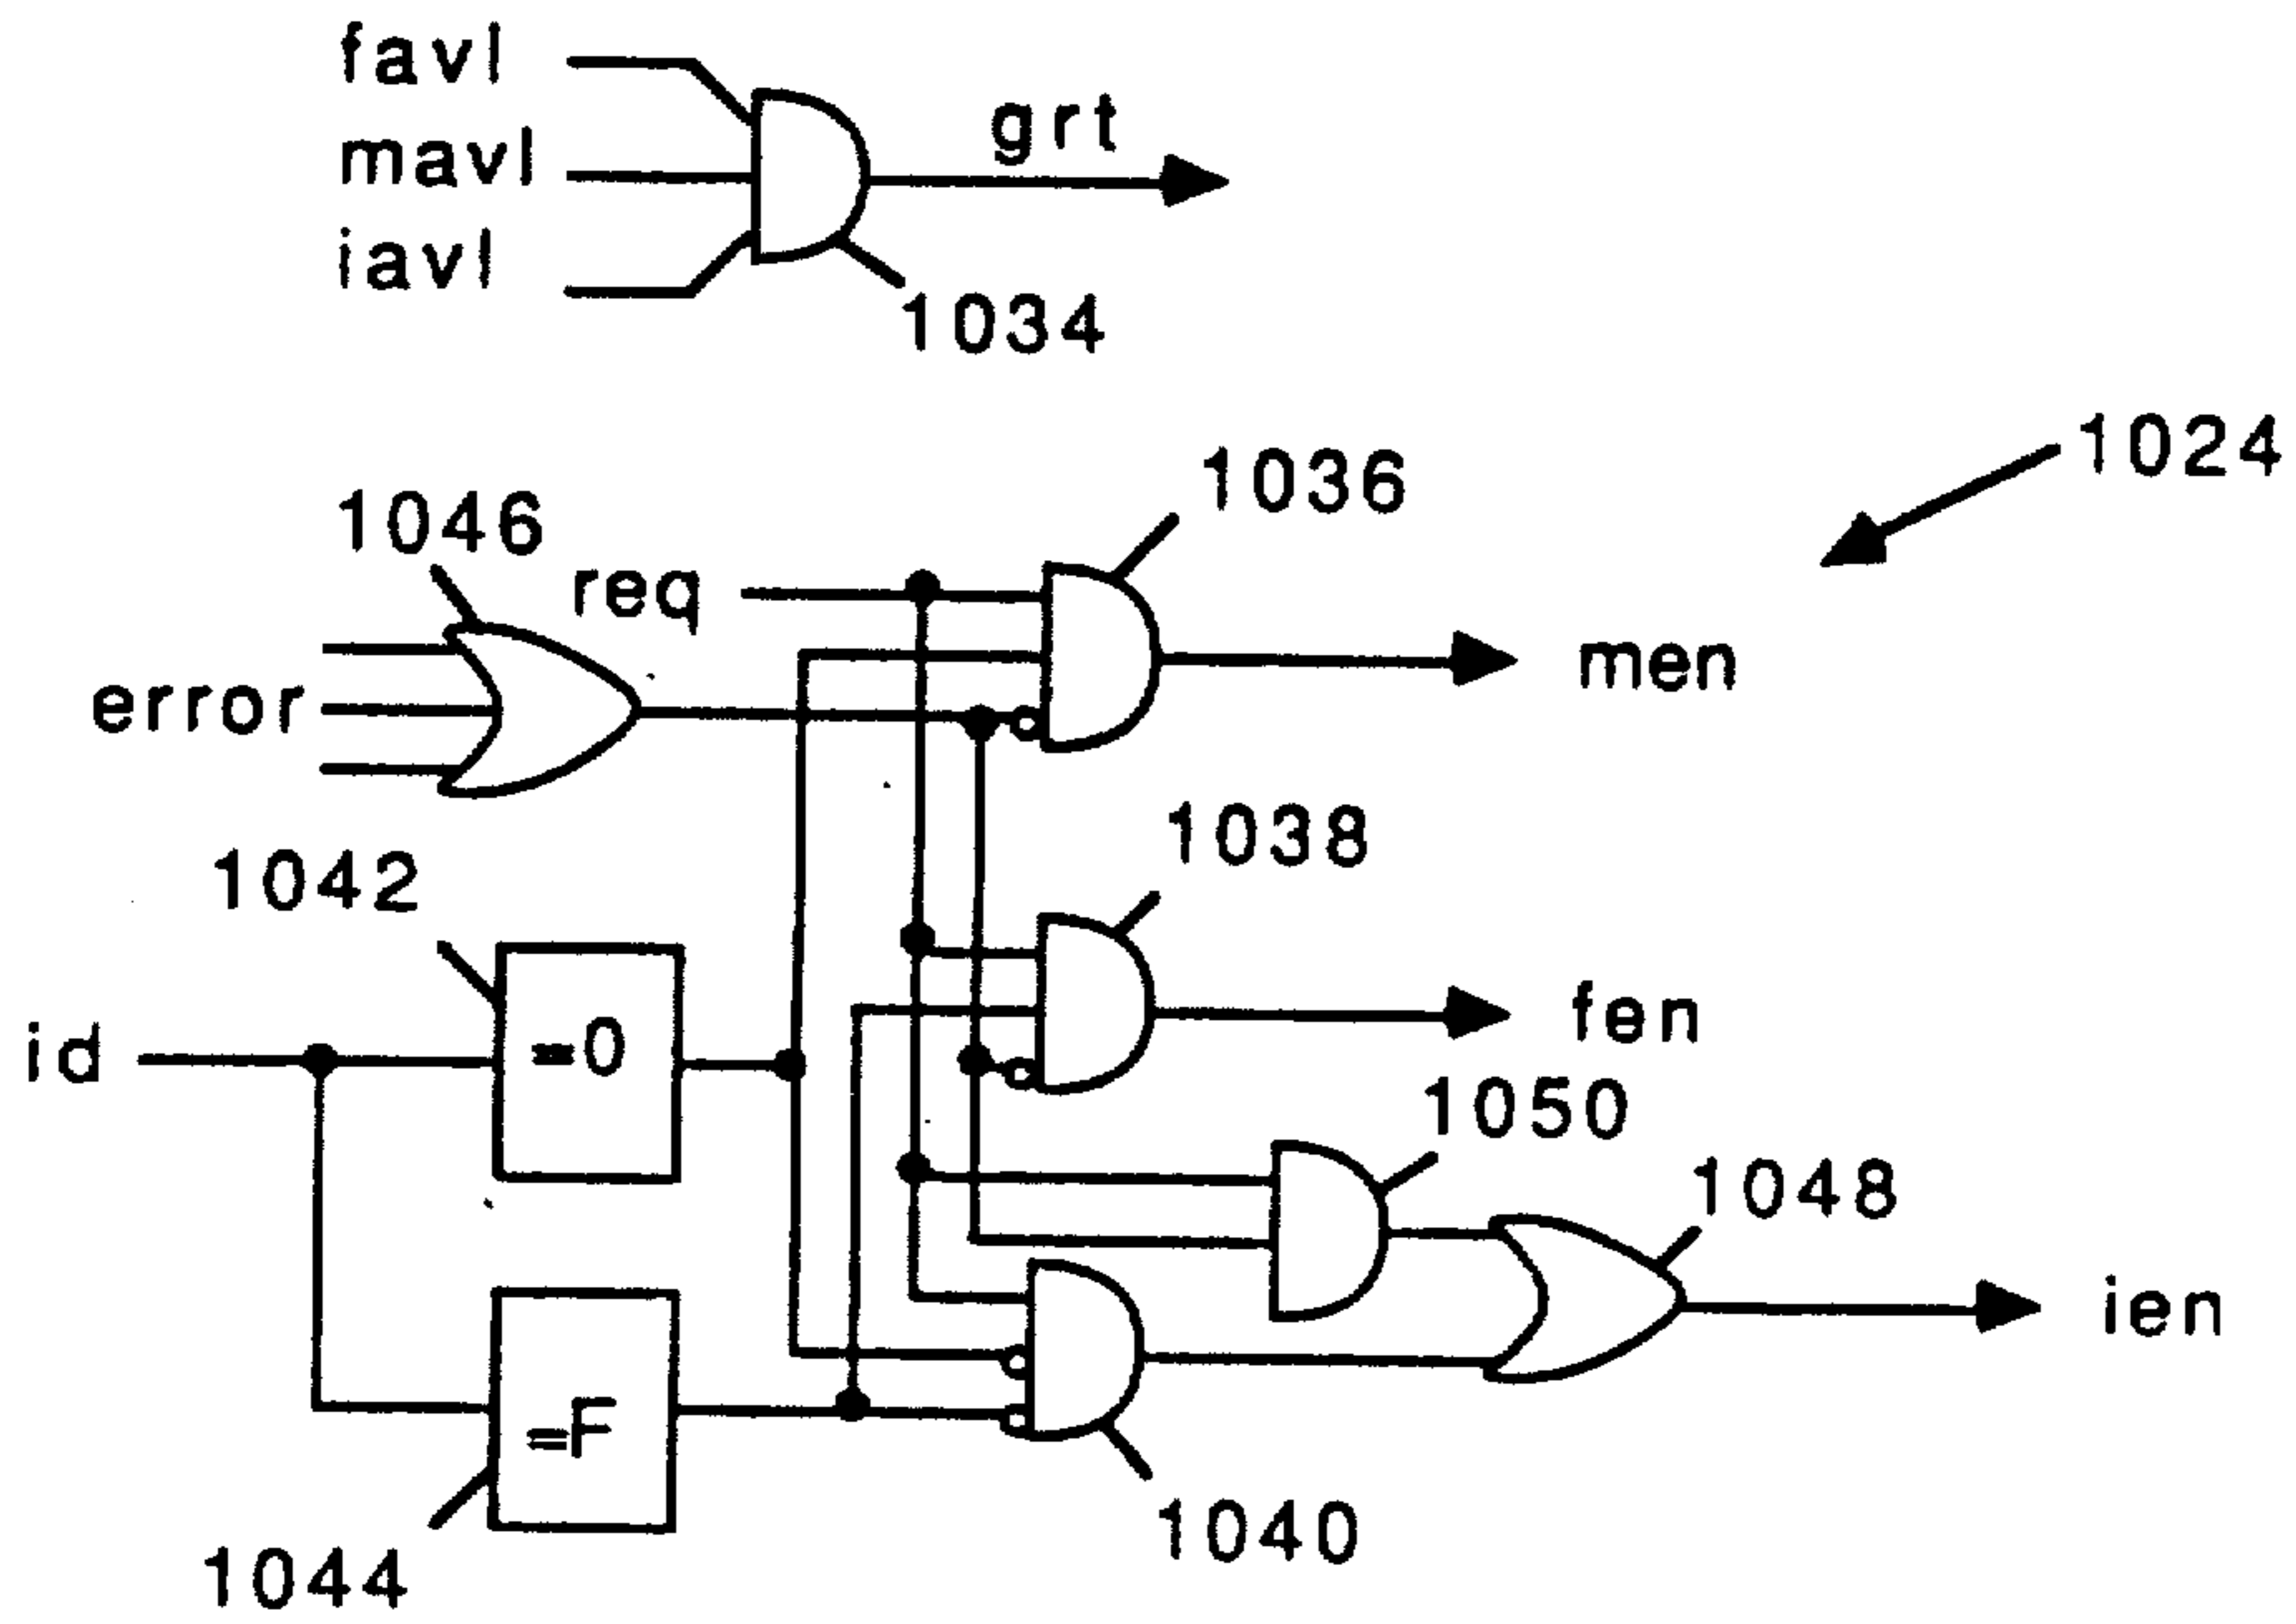 favl
grt
mavl
iavl
1034
1024
1036
1046
req
men
error
1038
1042
fen
id
=0
1050
1048
ien
=F
1040
1044